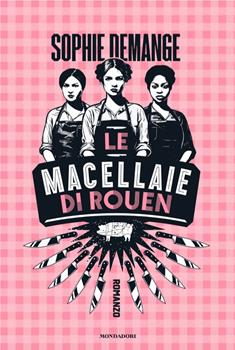 SOPHIE DEMANGE
LE
MACELLAIE
DI ROUEN
ROMANZO
MONDADORI